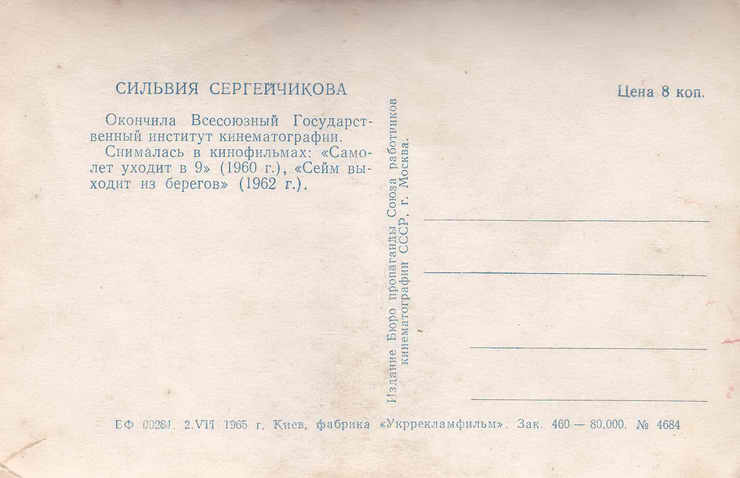 СИЛЬВИЯ СЕРГЕЙЧИКОВА
Окончила Всесоюзный Государст-
венный институт кинематографии.
Снималась в кинофильмах: «Само-
лет уходит в 9» (1960 г.), «Сейм вы-
ходит из берегов» (1962 г.).
Издание Бюро пропаганды Союза работников
кинематографии СССР, г. Москва.
Цена 8 коп.
БФ 2.VII 1965 г. Киев, фабрика «Укррекламфильм». Зак. 460 — 80.000. № 4684